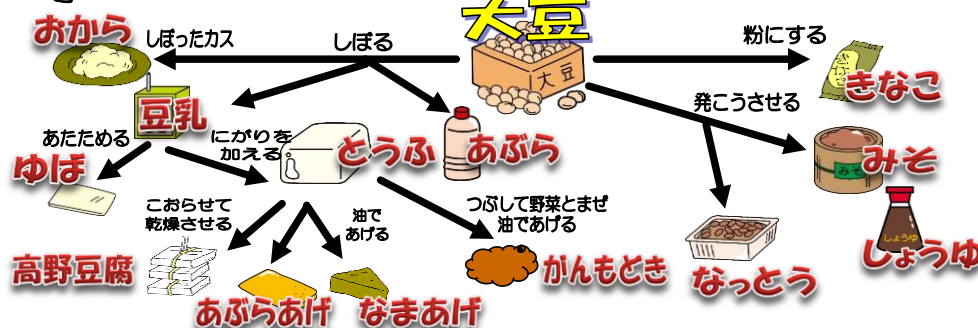 大豆
おから
しぼったカス
しぼる
大豆
粉にする
きなこ
発こうさせる
豆乳
あたためる
ゆば
にがりを
加える
とうふ
あぶら
みそ
みそ
しょうゆ
しょうゆ
こおらせて
乾燥させる
油で
あげる
つぶして野菜とまぜ
油であげる
高野豆腐
あぶらあげ
なまあげ
がんもどき
なっとう